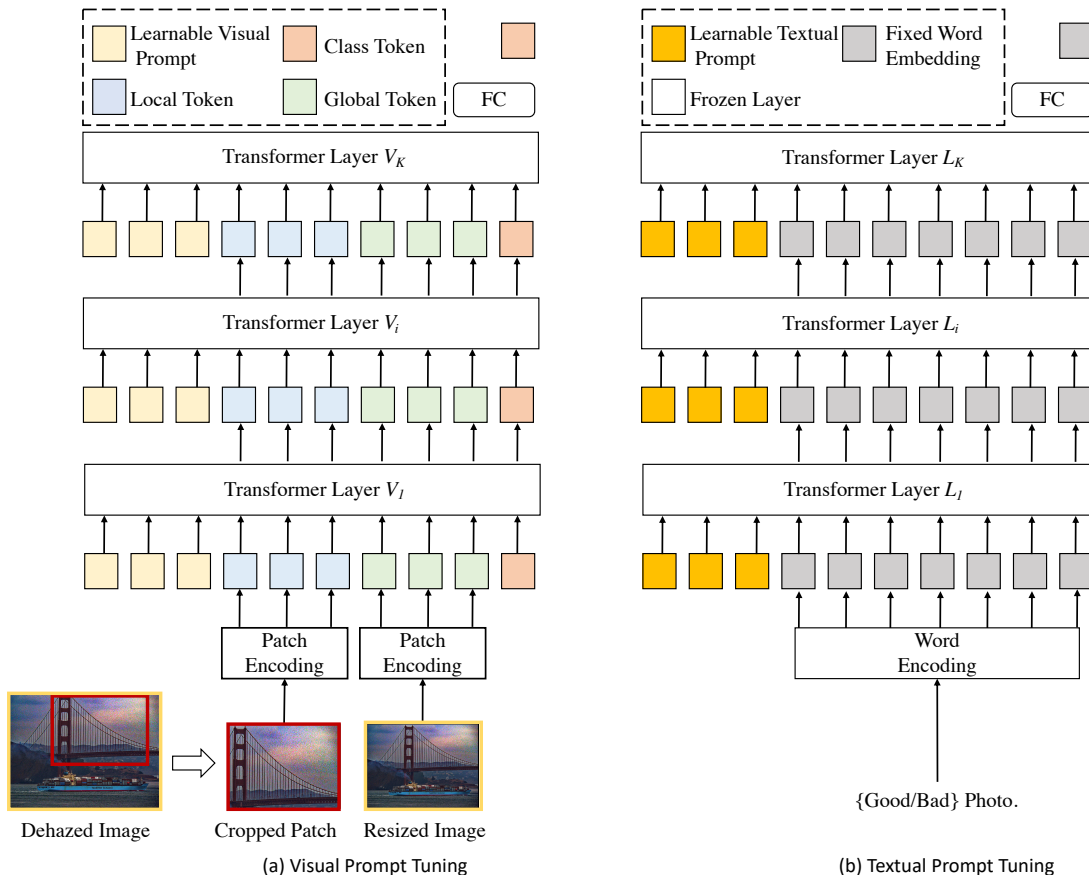 Learnable Visual
Prompt
Class Token
Local Token
Global Token
FC
Transformer Layer V_K
Transformer Layer V_i
Transformer Layer V_1
Patch
Encoding
Patch
Encoding
Dehazed Image
Cropped Patch
Resized Image
(a) Visual Prompt Tuning
Learnable Textual
Prompt
Fixed Word
Embedding
Frozen Layer
FC
Transformer Layer L_K
Transformer Layer L_i
Transformer Layer L_1
Word
Encoding
{Good/Bad} Photo.
(b) Textual Prompt Tuning